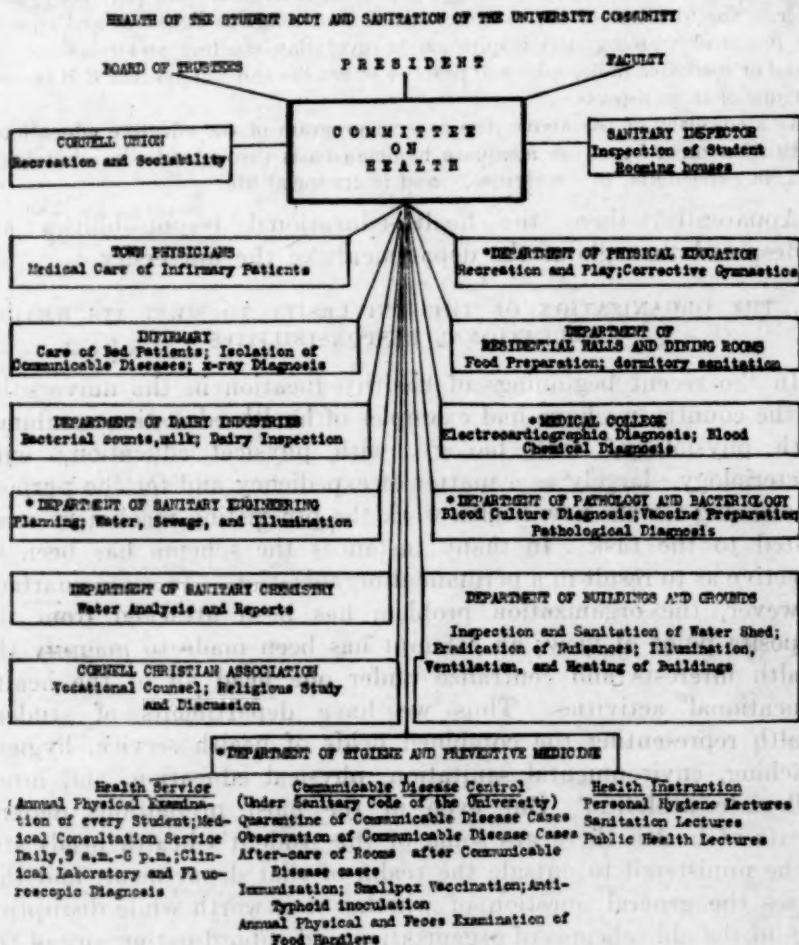 HEALTH OF THE STUDENT BODY AND SANITATION OF THE UNIVERSITY COMMUNITY
BOARD OF TRUSTEES
PRESIDENT
FACULTY
COMMITTEE
ON
HEALTH
CORNELL UNION
Recreation and Sociability
SANITARY INSPECTOR
Inspection of Student
Rooming houses
TOWN PHYSICIANS
Medical Care of Infirmary Patients
*DEPARTMENT OF PHYSICAL EDUCATION
Recreation and Play;Corrective Gymnastics
INFIRMARY
Care of Bed Patients; Isolation of
Communicable Diseases; x-ray Diagnosis
DEPARTMENT OF
RESIDENTIAL HALLS AND DINING ROOMS
Food Preparation; dormitory sanitation
DEPARTMENT OF DAIRY INDUSTRIES
Bacterial counts,milk; Dairy Inspection
*MEDICAL COLLEGE
Electrocardiographic Diagnosis; Blood
Chemical Diagnosis
*DEPARTMENT OF SANITARY ENGINEERING
Planning; Water, Sewage, and Illumination
*DEPARTMENT OF PATHOLOGY AND BACTERIOLOGY
Blood Culture Diagnosis;Vaccine Preparation
Pathological Diagnosis
DEPARTMENT OF SANITARY CHEMISTRY
Water Analysis and Reports
DEPARTMENT OF BUILDINGS AND GROUNDS
Inspection and Sanitation of Water Shed;
Eradication of Nuisances; Illumination,
Ventilation, and Heating of Buildings
CORNELL CHRISTIAN ASSOCIATION
Vocational Counsel; Religious Study
and Discussion
*DEPARTMENT OF HYGIENE AND PREVENTIVE MEDICINE
Health Service
Annual Physical Examina-
tion of every Student;Med-
ical Consultation Service
Daily,9 a.m.-6 p.m.;Clin-
ical Laboratory and Fluo-
roscopic Diagnosis
Communicable Disease Control
(Under Sanitary Code of the University)
Quarantine of Communicable Disease Cases
Observation of Communicable Disease Cases
After-care of Rooms after Communicable
Disease cases
Immunization; Smallpox Vaccination;Anti-
Typhoid inoculation
Annual Physical and Feces Examination of
Food Handlers
Health Instruction
Personal Hygiene Lectures
Sanitation Lectures
Public Health Lectures